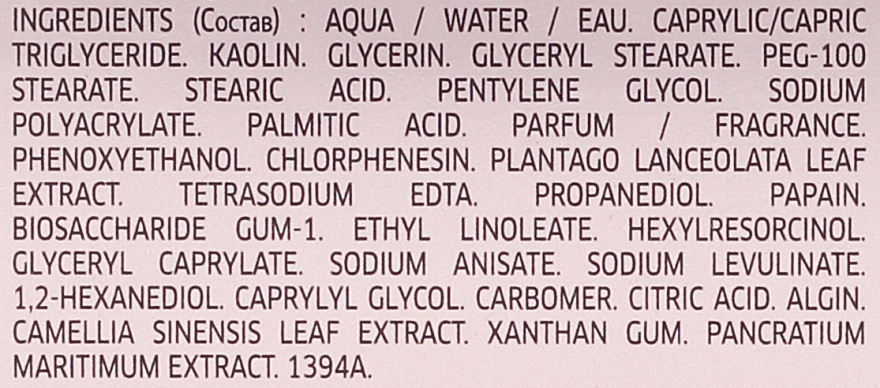 INGREDIENTS (Состав) : AQUA / WATER / EAU. CAPRYLIC/CAPRIC
TRIGLYCERIDE. KAOLIN. GLYCERIN. GLYCERYL STEARATE. PEG-100
STEARATE. STEARIC ACID. PENTYLENE GLYCOL. SODIUM
POLYACRYLATE. PALMITIC ACID. PARFUM / FRAGRANCE.
PHENOXYETHANOL. CHLORPHENESIN. PLANTAGO LANCEOLATA LEAF
EXTRACT. TETRASODIUM EDTA. PROPANEDIOL. PAPAIN.
BIOSACCHARIDE GUM-1. ETHYL LINOLEATE. HEXYLRESORCINOL.
GLYCERYL CAPRYLATE. SODIUM ANISATE. SODIUM LEVULINATE.
1,2-HEXANEDIOL. CAPRYLYL GLYCOL. CARBOMER. CITRIC ACID. ALGIN.
CAMELLIA SINENSIS LEAF EXTRACT. XANTHAN GUM. PANCRATIUM
MARITIMUM EXTRACT. 1394A.